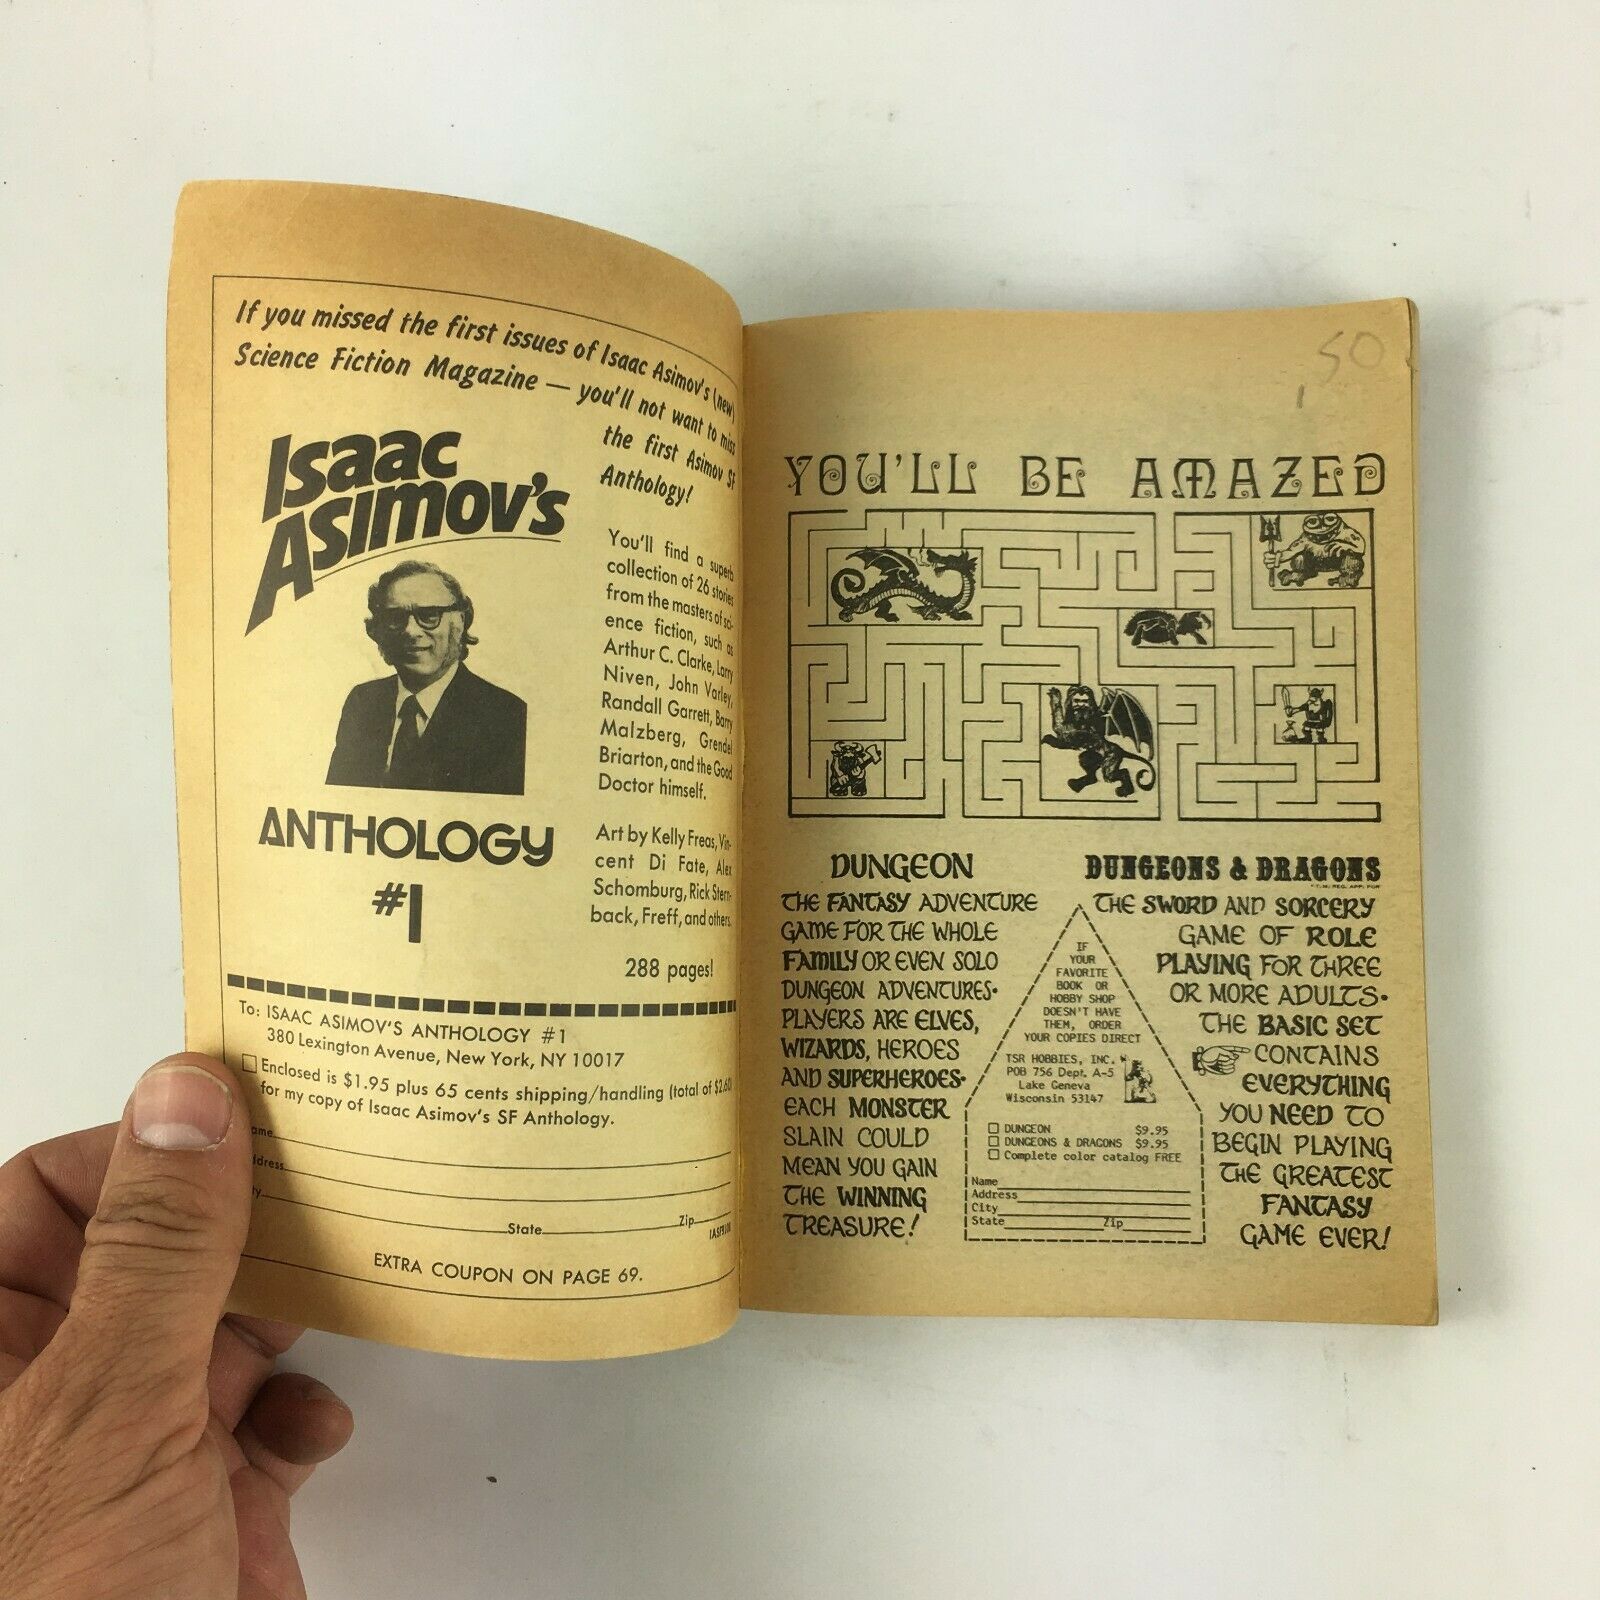 If you missed the first issues of Isaac Asimov's (new)
Science Fiction Magazine — you'll not want to miss
the first Asimov SF
Anthology!
Isaac
Asimov's
ANTHOLOGY
#1
You'll find a superb
collection of 26 stories
from the masters of sci-
ence fiction, such as
Arthur C. Clarke, Larry
Niven, John Varley,
Randall Garrett, Barry
Malzberg, Grendel
Briarton, and the Good
Doctor himself.
Art by Kelly Freas, Vin-
cent Di Fate, Alex
Schomburg, Rick Stern-
back, Freff, and others.
288 pages!
To: ISAAC ASIMOV'S ANTHOLOGY #1
380 Lexington Avenue, New York, NY 10017
Enclosed is $1.95 plus 65 cents shipping/handling (total of $2.60)
for my copy of Isaac Asimov's SF Anthology.
State
Zip
EXTRA COUPON ON PAGE 69.
.50
YOU'LL BE AMAZED
DUNGEON
THE FANTASY ADVENTURE
GAME FOR THE WHOLE
FAMILY OR EVEN SOLO
DUNGEON ADVENTURES·
PLAYERS ARE ELVES,
WIZARDS, HEROES
AND SUPERHEROES·
EACH MONSTER
SLAIN COULD
MEAN YOU GAIN
THE WINNING
TREASURE!
IF
YOUR
FAVORITE
BOOK OR
HOBBY SHOP
DOESN'T HAVE
THEM, ORDER
YOUR COPIES DIRECT
TSR HOBBIES, INC.
POB 756 Dept. A-5
Lake Geneva
Wisconsin 53147
DUNGEON $9.95
DUNGEONS & DRAGONS $9.95
Complete color catalog FREE
Name
Address
City
State Zip
DUNGEONS & DRAGONS
*T.M. REG. APP. FOR
THE SWORD AND SORCERY
GAME OF ROLE
PLAYING FOR THREE
OR MORE ADULTS·
THE BASIC SET
CONTAINS
EVERYTHING
YOU NEED TO
BEGIN PLAYING
THE GREATEST
FANTASY
GAME EVER!